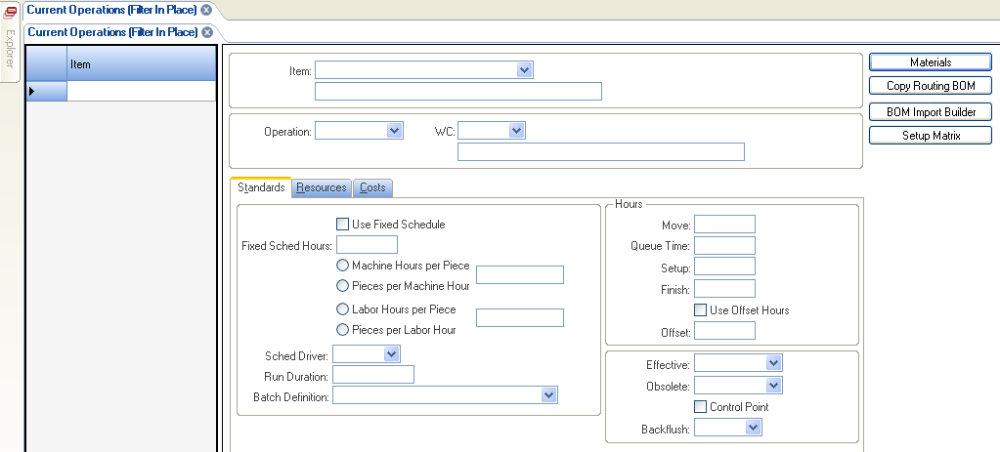 Current Operations (Filter In Place)
Current Operations (Filter In Place)
Explorer
Item
Item:
Operation:
WC:
Materials
Copy Routing BOM
BOM Import Builder
Setup Matrix
Standards
Resources
Costs
Use Fixed Schedule
Fixed Sched Hours:
Machine Hours per Piece
Pieces per Machine Hour
Labor Hours per Piece
Pieces per Labor Hour
Sched Driver:
Run Duration:
Batch Definition:
Hours
Move:
Queue Time:
Setup:
Finish:
Use Offset Hours
Offset:
Effective:
Obsolete:
Control Point
Backflush: